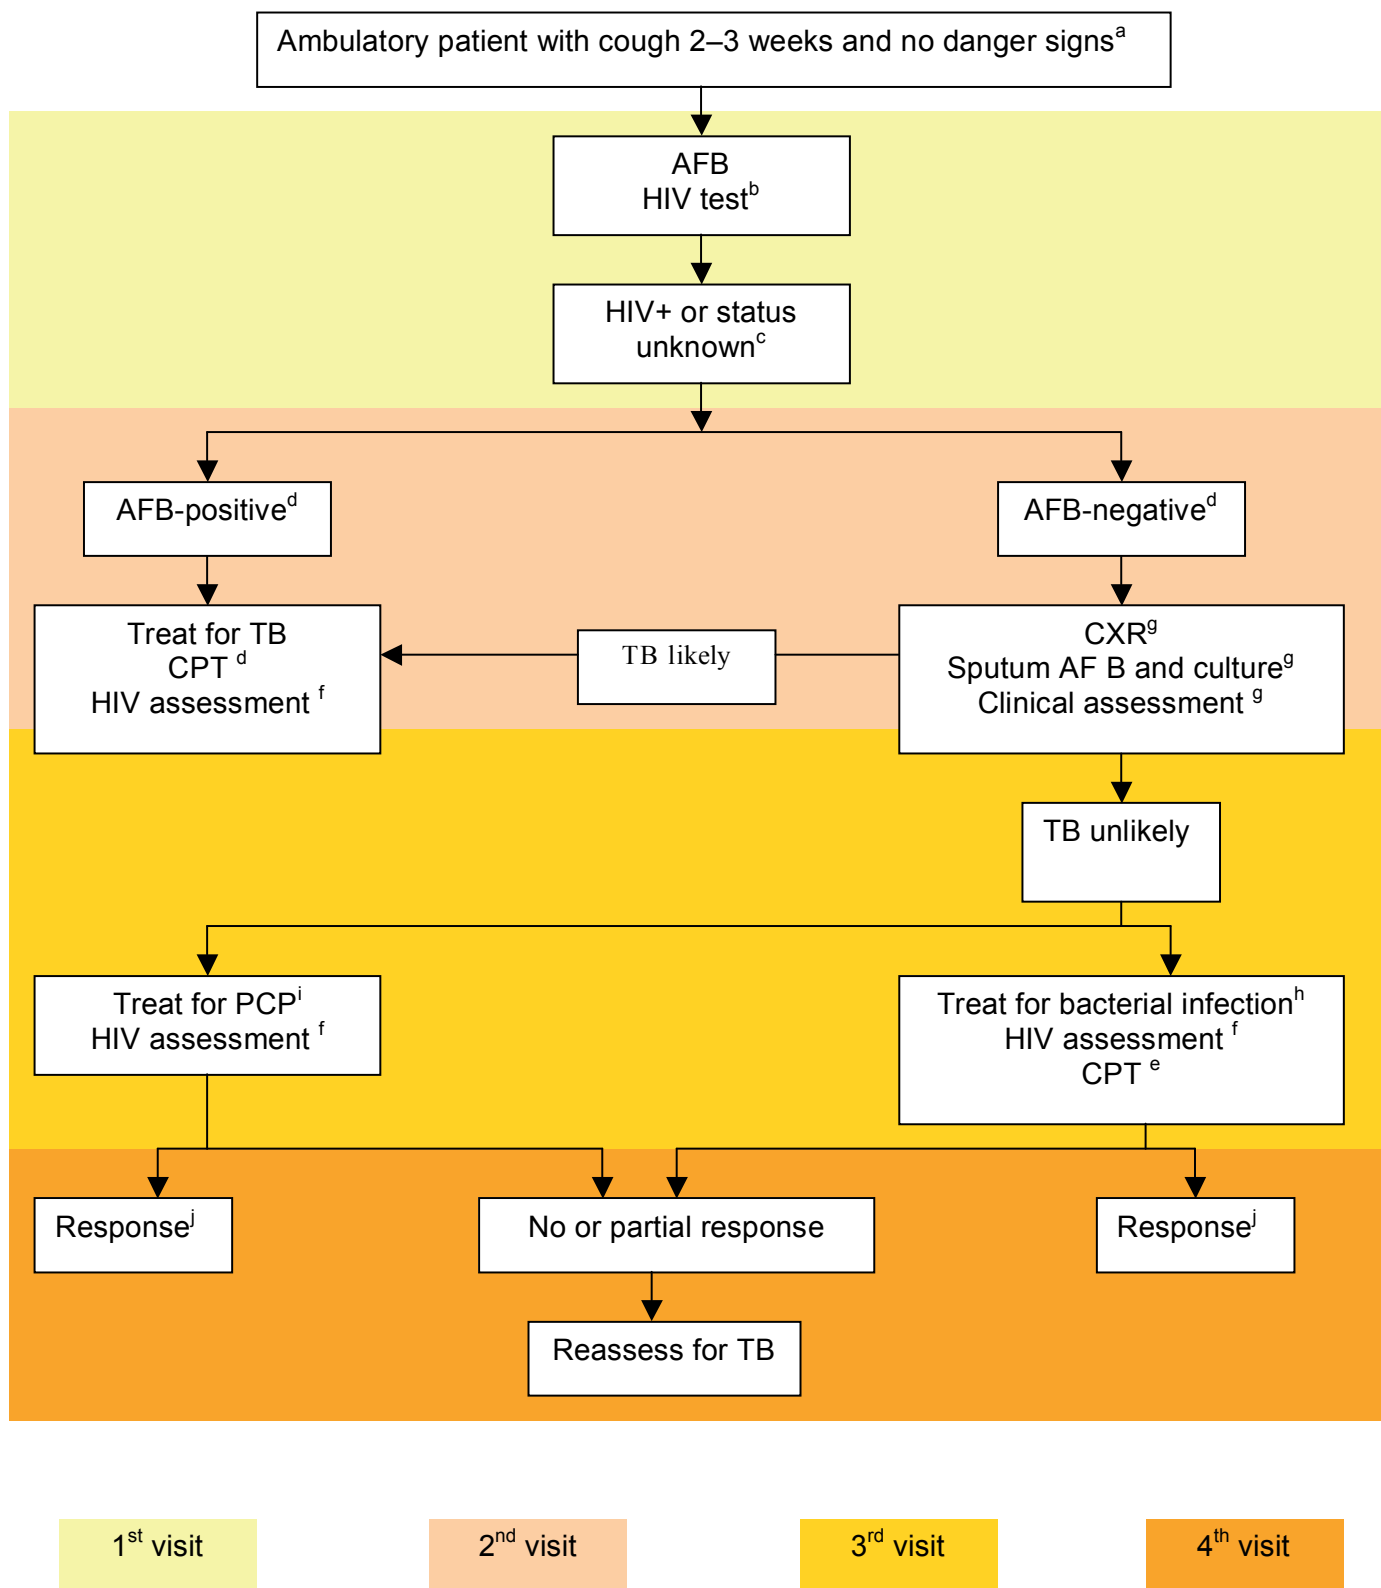 Ambulatory patient with cough 2–3 weeks and no danger signsᵃ
AFB
HIV testᵇ
HIV+ or status
unknownᶜ
AFB-positiveᵈ
AFB-negativeᵈ
Treat for TB
CPT ᵈ
HIV assessment ᶠ
TB likely
CXRᵍ
Sputum AF B and cultureᵍ
Clinical assessment ᵍ
TB unlikely
Treat for PCPⁱ
HIV assessment ᶠ
Treat for bacterial infectionʰ
HIV assessment ᶠ
CPT ᵉ
Responseʲ
No or partial response
Responseʲ
Reassess for TB
1ˢᵗ visit
2ⁿᵈ visit
3ʳᵈ visit
4ᵗʰ visit